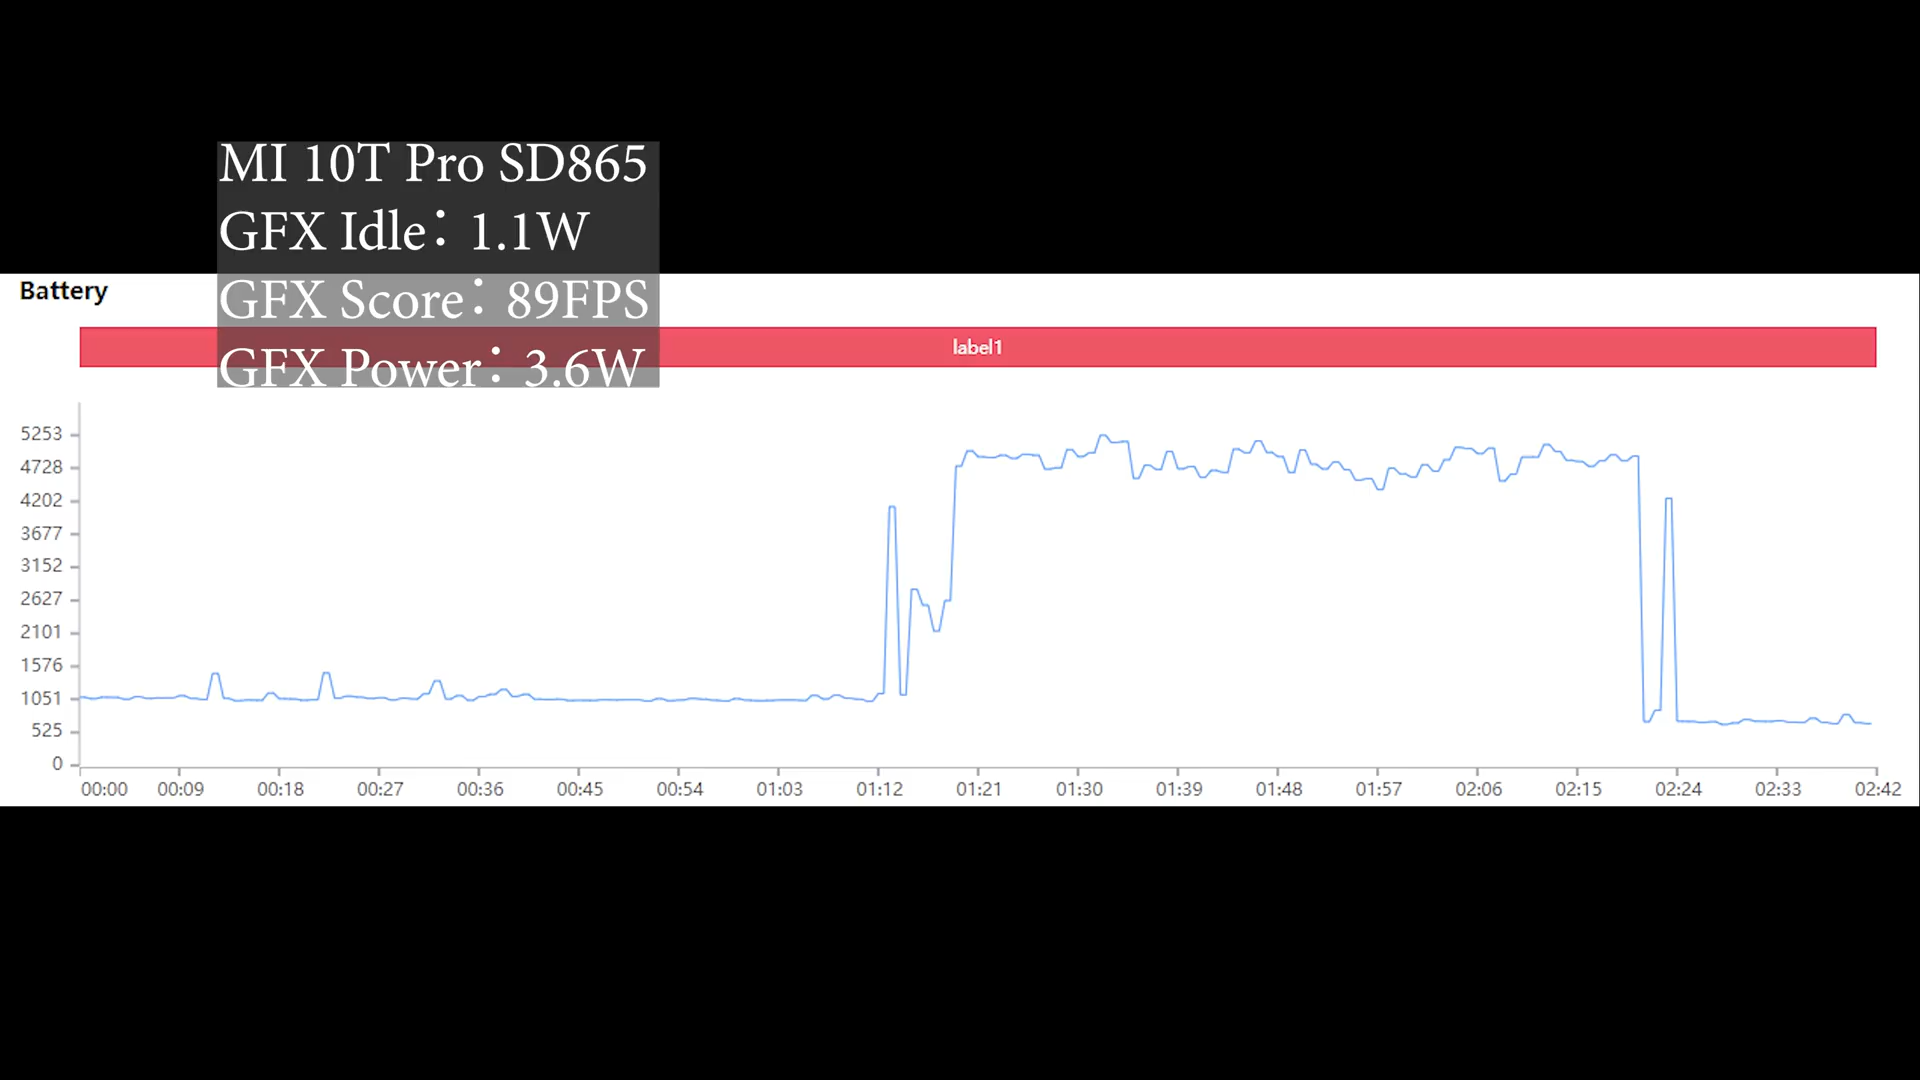 MI 10T Pro SD865
GFX Idle：1.1W
GFX Score：89FPS
GFX Power：3.6W
Battery
label1
5253
4728
4202
3677
3152
2627
2101
1576
1051
525
0
00:00 00:09 00:18 00:27 00:36 00:45 00:54 01:03 01:12 01:21 01:30 01:39 01:48 01:57 02:06 02:15 02:24 02:33 02:42